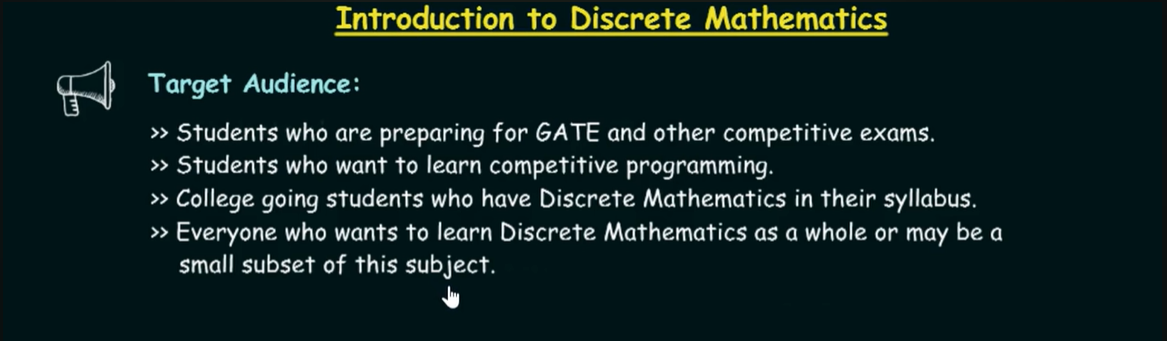 Introduction to Discrete Mathematics
Target Audience:
>> Students who are preparing for GATE and other competitive exams.
>> Students who want to learn competitive programming.
>> College going students who have Discrete Mathematics in their syllabus.
>> Everyone who wants to learn Discrete Mathematics as a whole or may be a
small subset of this subject.